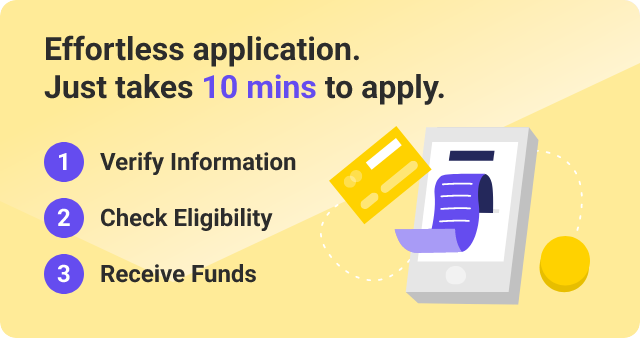 Effortless application.
Just takes 10 mins to apply.
1 Verify Information
2 Check Eligibility
3 Receive Funds